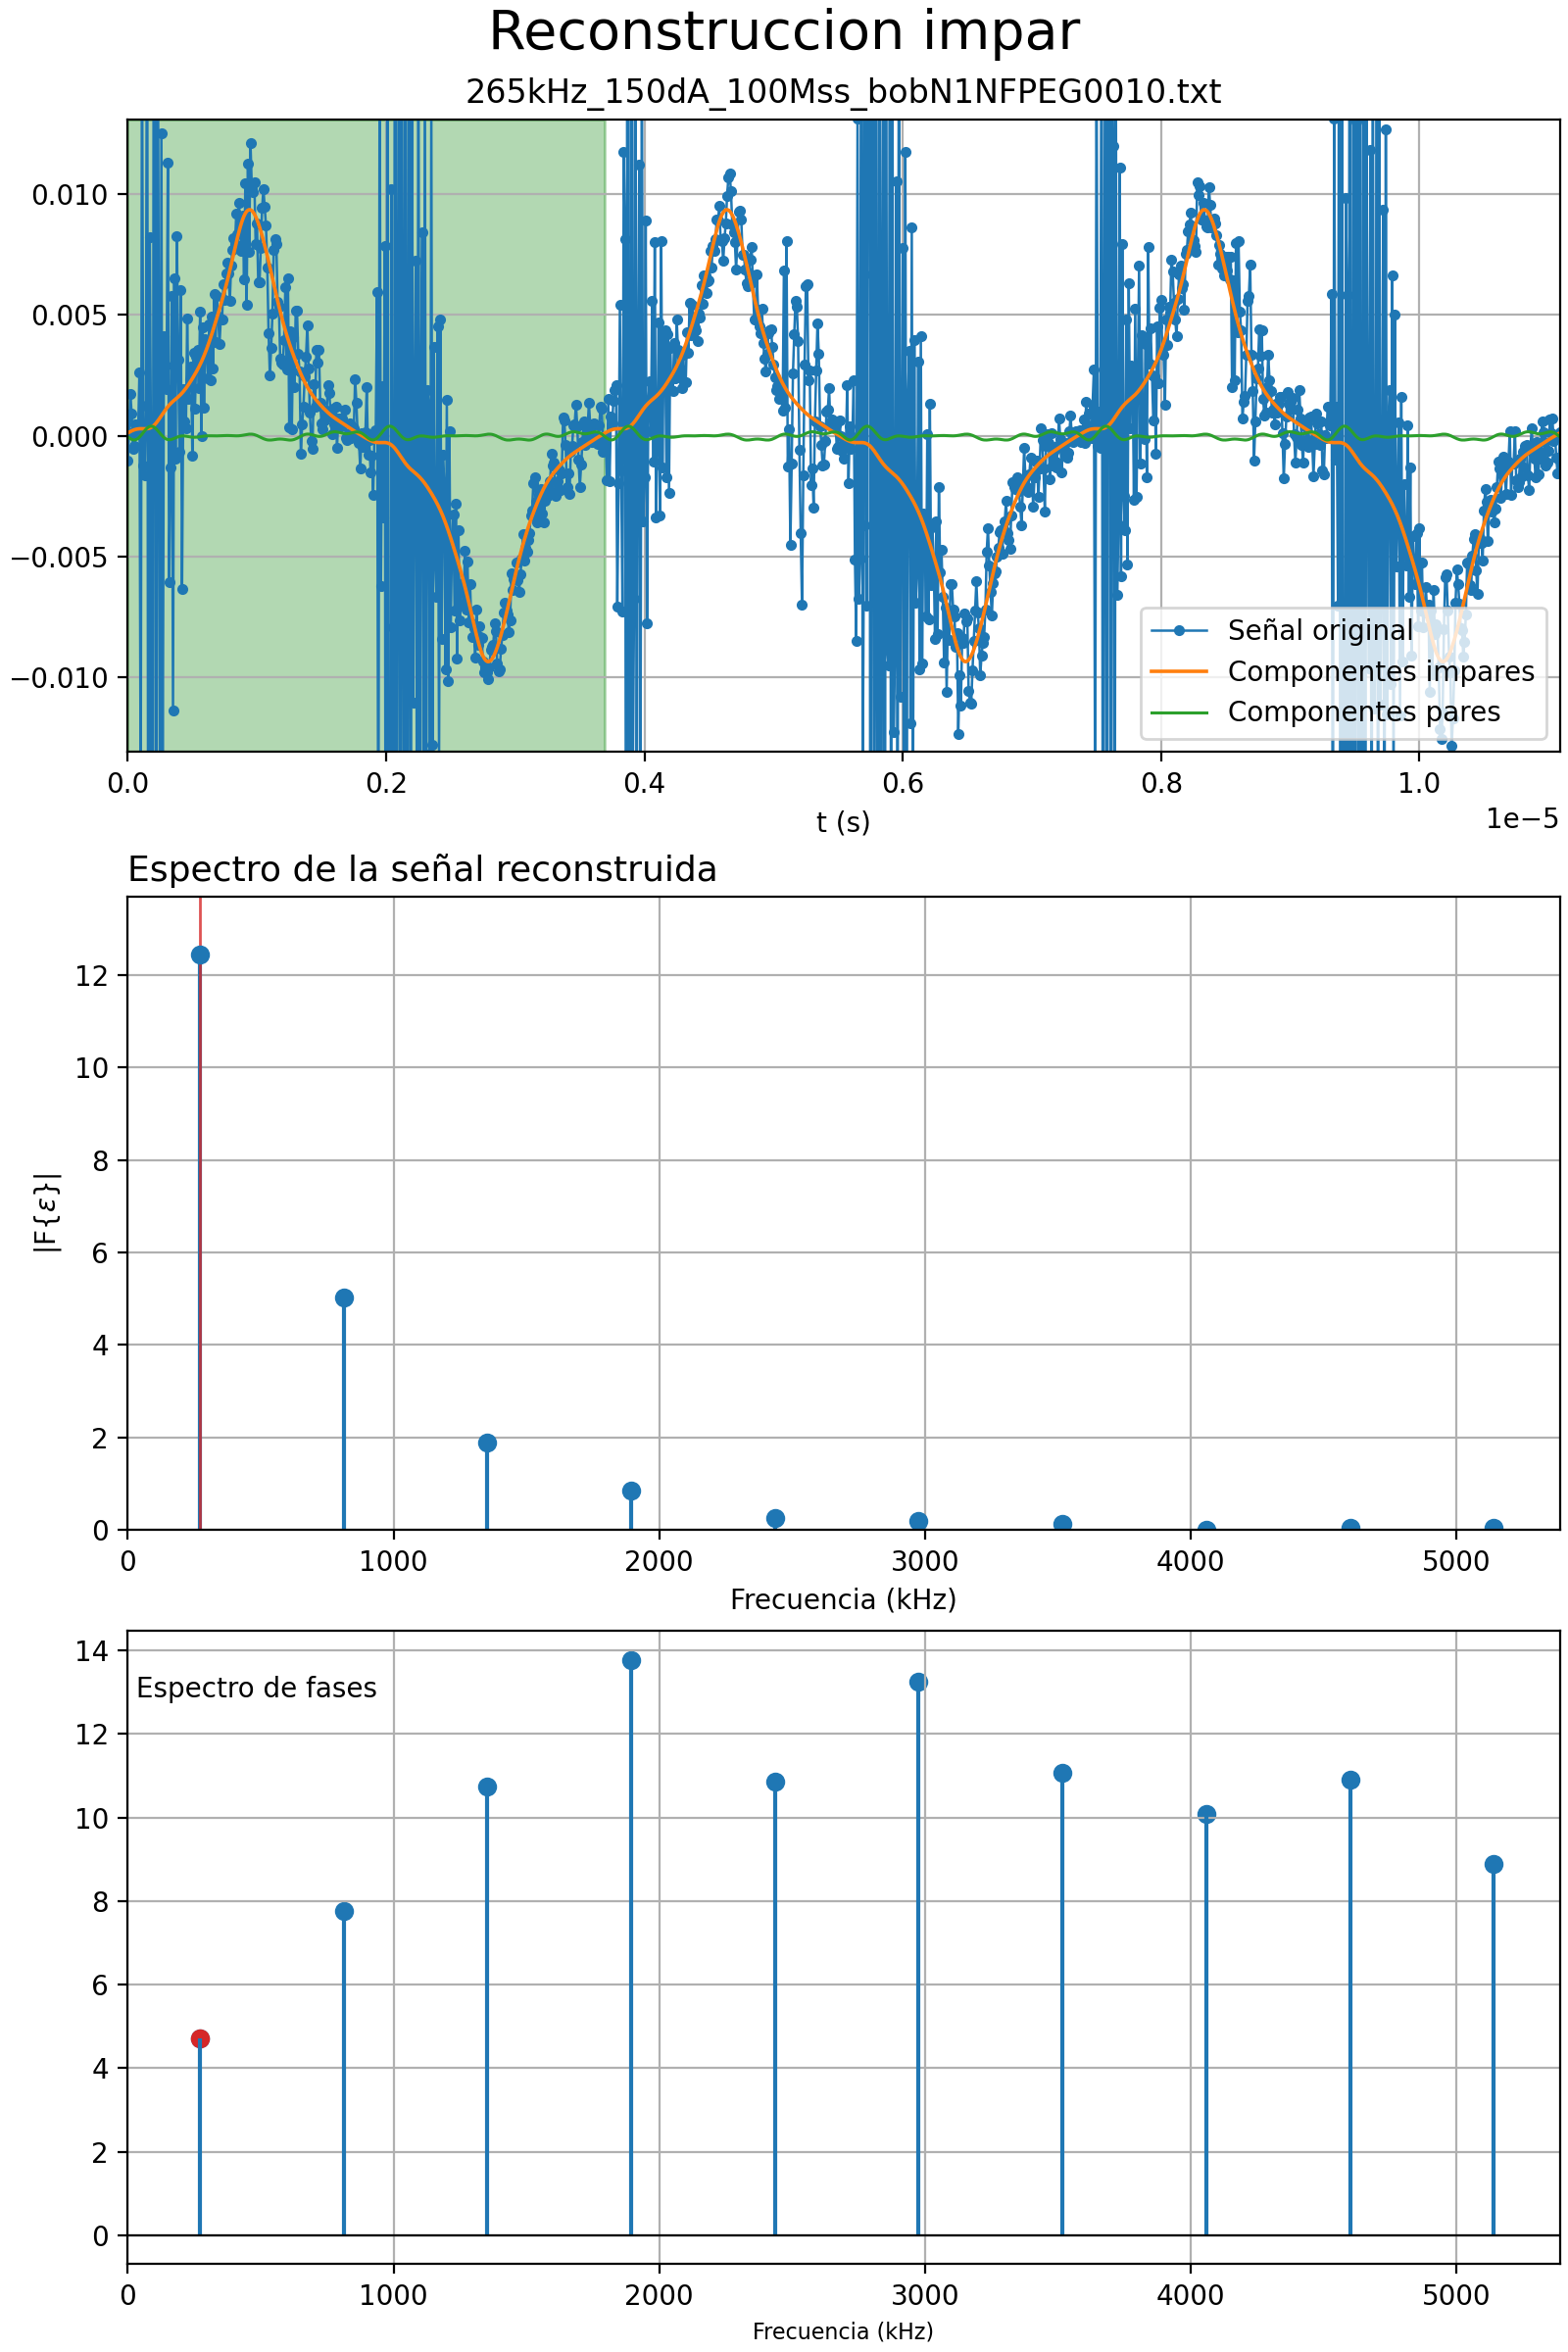 Reconstruccion impar
265kHz_150dA_100Mss_bobN1NFPEG0010.txt
0.010
0.005
0.000
−0.005
−0.010
Señal original
Componentes impares
Componentes pares
0.0 0.2 0.4 0.6 0.8 1.0
t (s)
1e−5
Espectro de la señal reconstruida
12
10
8
6
4
2
0
|F{ε}|
0 1000 2000 3000 4000 5000
Frecuencia (kHz)
14
Espectro de fases
12
10
8
6
4
2
0
0 1000 2000 3000 4000 5000
Frecuencia (kHz)